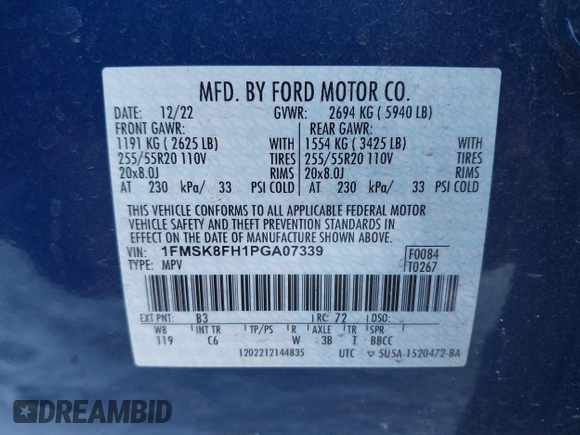 MFD. BY FORD MOTOR CO.
DATE: 12/22 GVWR: 2694 KG ( 5940 LB)
FRONT GAWR: REAR GAWR:
1191 KG ( 2625 LB) WITH 1554 KG ( 3425 LB) WITH
255/55R20 110V TIRES 255/55R20 110V TIRES
20x8.0J RIMS 20x8.0J RIMS
AT 230 kPa/ 33 PSI COLD AT 230 kPa/ 33 PSI COLD
THIS VEHICLE CONFORMS TO ALL APPLICABLE FEDERAL MOTOR
VEHICLE SAFETY AND THEFT PREVENTION STANDARDS IN
EFFECT ON THE DATE OF MANUFACTURE SHOWN ABOVE.
VIN: 1FMSK8FH1PGA07339 F0084
TYPE: MPV T0267
EXT PNT: B3 RC: 72 DSO:
WB INT TR TP/PS R AXLE TR SPR
119 C6 W 3B T BBCC
1202212144835 UTC ▽ 5U5A-1520472-BA
DREAMBID